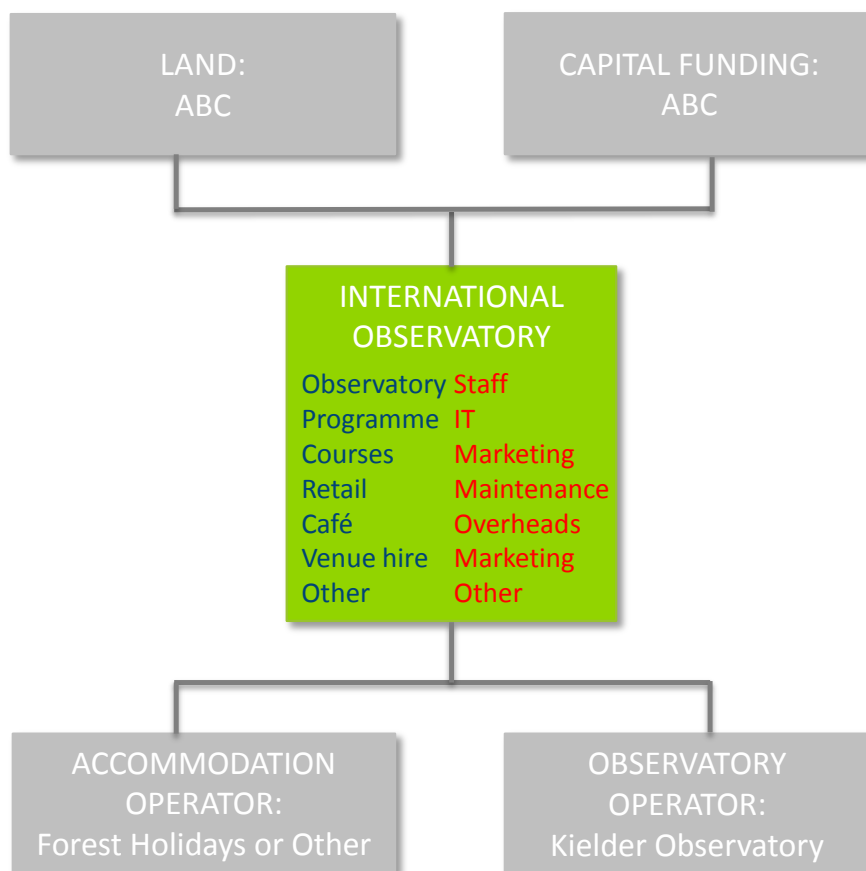 LAND:
ABC
CAPITAL FUNDING:
ABC
INTERNATIONAL
OBSERVATORY
Observatory Staff
Programme IT
Courses Marketing
Retail Maintenance
Café Overheads
Venue hire Marketing
Other Other
ACCOMMODATION
OPERATOR:
Forest Holidays or Other
OBSERVATORY
OPERATOR:
Kielder Observatory